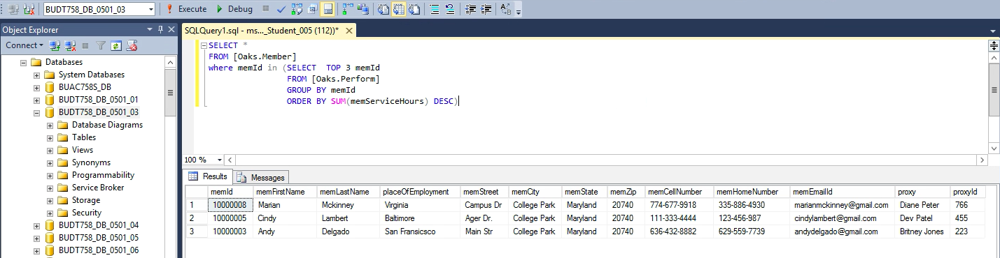 BUDT758_DB_0501_03
Execute
Debug
Object Explorer
Connect
Databases
System Databases
BUAC758S_DB
BUDT758_DB_0501_01
BUDT758_DB_0501_03
Database Diagrams
Tables
Views
Synonyms
Programmability
Service Broker
Storage
Security
BUDT758_DB_0501_04
BUDT758_DB_0501_05
BUDT758_DB_0501_06
SQLQuery1.sql - ms..._Student_005 (112))*
SELECT *
FROM [Oaks.Member]
where memId in (SELECT TOP 3 memId
FROM [Oaks.Perform]
GROUP BY memId
ORDER BY SUM(memServiceHours) DESC)
100 %
Results Messages
memId memFirstName memLastName placeOfEmployment memStreet memCity memState memZip memCellNumber memHomeNumber memEmailId proxy proxyId
1 10000008 Marian Mckinney Virginia Campus Dr College Park Maryland 20740 774-677-9918 335-886-4930 marianmckinney@gmail.com Diane Peter 766
2 10000005 Cindy Lambert Baltimore Ager Dr. College Park Maryland 20740 111-333-4444 123-456-987 cindylambert@gmail.com Dev Patel 455
3 10000003 Andy Delgado San Fransicsco Main Str College Park Maryland 20740 636-432-8882 629-559-7739 andydelgado@gmail.com Britney Jones 223